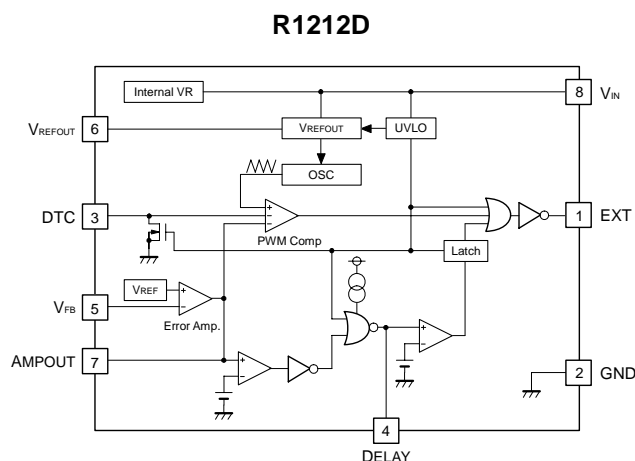 R1212D
Internal VR
8
VIN
VREFOUT
6
VREFOUT
UVLO
OSC
DTC
3
+
−
−
PWM Comp
1
EXT
Latch
VREF
+
−
VFB
5
Error Amp.
AMPOUT
7
+
−
+
−
2
GND
4
DELAY